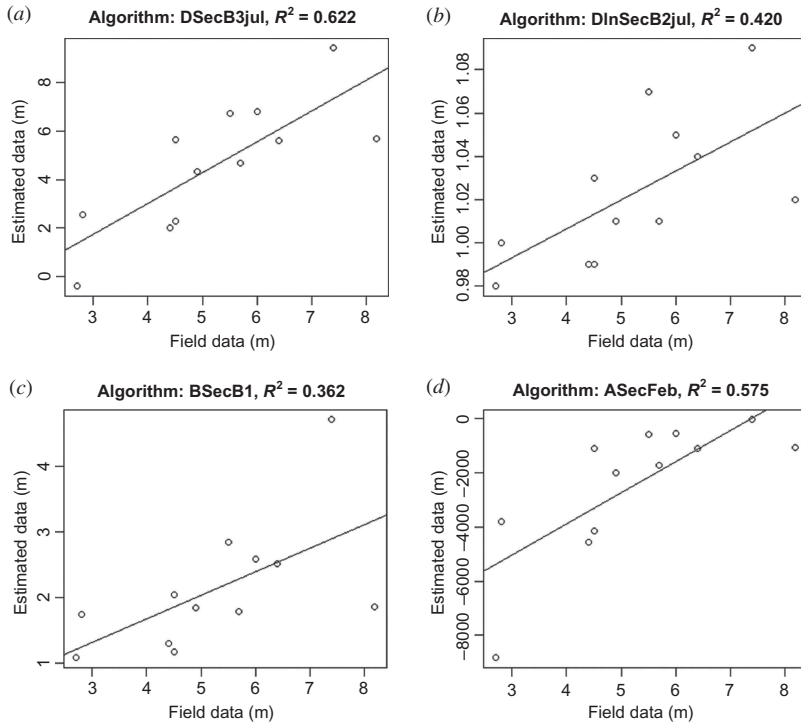 (a) Algorithm: DSecB3jul, R² = 0.622
Estimated data (m)
8
6
4
2
0
3 4 5 6 7 8
Field data (m)
(b) Algorithm: DlnSecB2jul, R² = 0.420
Estimated data (m)
1.08
1.06
1.04
1.02
1.00
0.98
3 4 5 6 7 8
Field data (m)
(c) Algorithm: BSecB1, R² = 0.362
Estimated data (m)
4
3
2
1
3 4 5 6 7 8
Field data (m)
(d) Algorithm: ASecFeb, R² = 0.575
Estimated data (m)
0
−2000
−4000
−6000
−8000
3 4 5 6 7 8
Field data (m)